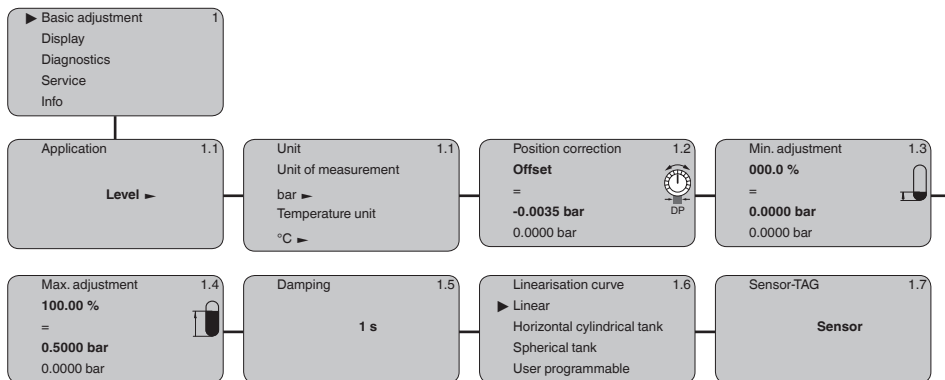 ▶ Basic adjustment 1
Display
Diagnostics
Service
Info
Application 1.1
Level ►
Unit 1.1
Unit of measurement
bar ►
Temperature unit
°C ►
Position correction 1.2
Offset
=
-0.0035 bar
0.0000 bar
DP
Min. adjustment 1.3
000.0 %
=
0.0000 bar
0.0000 bar
Max. adjustment 1.4
100.00 %
=
0.5000 bar
0.0000 bar
Damping 1.5
1 s
Linearisation curve 1.6
▶ Linear
Horizontal cylindrical tank
Spherical tank
User programmable
Sensor-TAG 1.7
Sensor